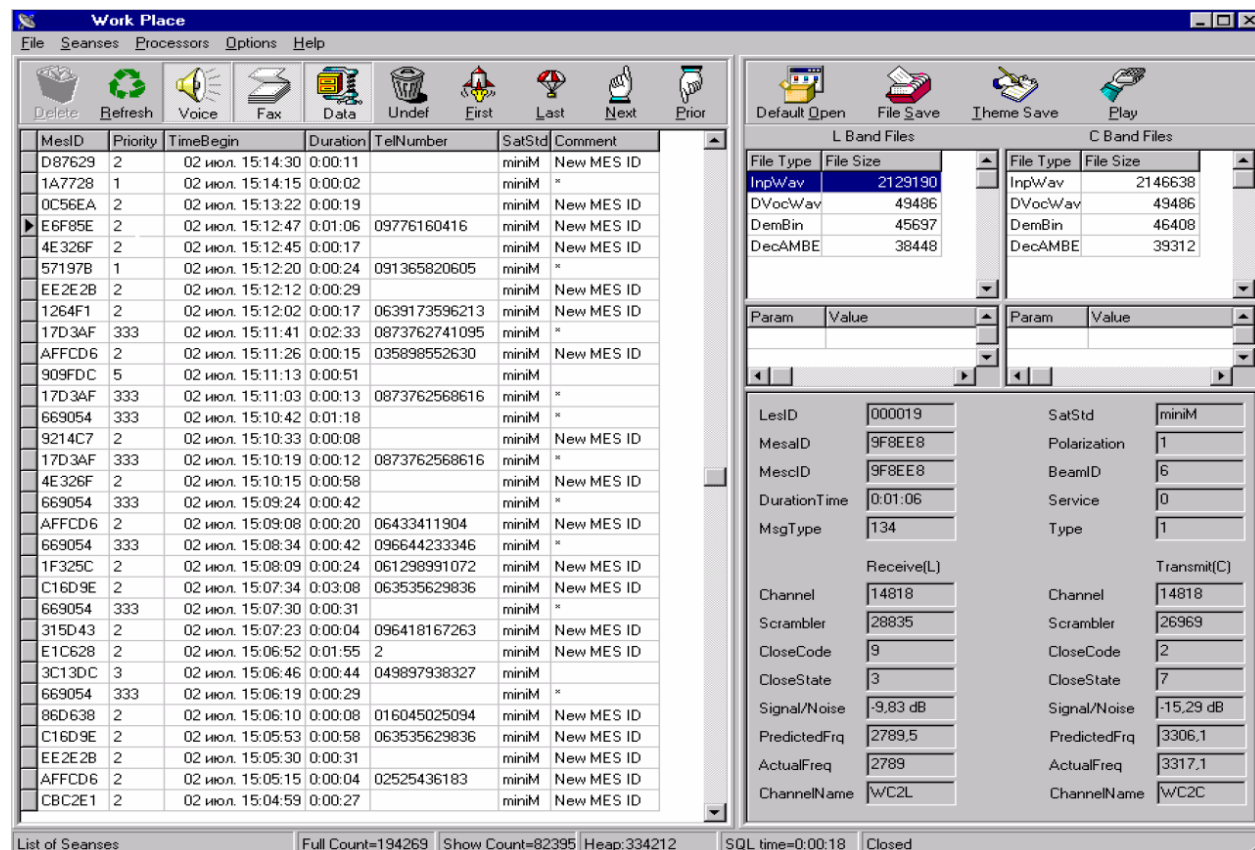 Work Place
File Seanses Processors Options Help
Delete Refresh Voice Fax Data Undef First Last Next Prior
Default Open File Save Theme Save Play
MesID Priority TimeBegin Duration TelNumber SatStd Comment
D87629 2 02 июл. 15:14:30 0:00:11 miniM New MES ID
1A7728 1 02 июл. 15:14:15 0:00:02 miniM *
0C56EA 2 02 июл. 15:13:22 0:00:19 miniM New MES ID
E6F85E 2 02 июл. 15:12:47 0:01:06 09776160416 miniM New MES ID
4E326F 2 02 июл. 15:12:45 0:00:17 miniM New MES ID
57197B 1 02 июл. 15:12:20 0:00:24 091365820605 miniM *
EE2E2B 2 02 июл. 15:12:12 0:00:29 miniM New MES ID
1264F1 2 02 июл. 15:12:02 0:00:17 0639173596213 miniM New MES ID
17D3AF 333 02 июл. 15:11:41 0:02:33 0873762741095 miniM *
AFFCD6 2 02 июл. 15:11:26 0:00:15 035898552630 miniM New MES ID
909FDC 5 02 июл. 15:11:13 0:00:51 miniM
17D3AF 333 02 июл. 15:11:03 0:00:13 0873762568616 miniM *
669054 333 02 июл. 15:10:42 0:01:18 miniM *
9214C7 2 02 июл. 15:10:33 0:00:08 miniM New MES ID
17D3AF 333 02 июл. 15:10:19 0:00:12 0873762568616 miniM *
4E326F 2 02 июл. 15:10:15 0:00:58 miniM New MES ID
669054 333 02 июл. 15:09:24 0:00:42 miniM *
AFFCD6 2 02 июл. 15:09:08 0:00:20 06433411904 miniM New MES ID
669054 333 02 июл. 15:08:34 0:00:42 096644233346 miniM *
1F325C 2 02 июл. 15:08:09 0:00:24 061298991072 miniM New MES ID
C16D9E 2 02 июл. 15:07:34 0:03:08 063535629836 miniM New MES ID
669054 333 02 июл. 15:07:30 0:00:31 miniM *
315D43 2 02 июл. 15:07:23 0:00:04 096418167263 miniM New MES ID
E1C628 2 02 июл. 15:06:52 0:01:55 2 miniM New MES ID
3C13DC 3 02 июл. 15:06:46 0:00:44 049897938327 miniM
669054 333 02 июл. 15:06:19 0:00:29 miniM *
86D638 2 02 июл. 15:06:10 0:00:08 016045025094 miniM New MES ID
C16D9E 2 02 июл. 15:05:53 0:00:58 063535629836 miniM New MES ID
EE2E2B 2 02 июл. 15:05:30 0:00:31 miniM New MES ID
AFFCD6 2 02 июл. 15:05:15 0:00:04 02525436183 miniM New MES ID
CBC2E1 2 02 июл. 15:04:59 0:00:27 miniM New MES ID
L Band Files C Band Files
File Type File Size File Type File Size
InpWav 2129190 InpWav 2146638
DVocWav 49486 DVocWav 49486
DemBin 45697 DemBin 46408
DecAMBE 38448 DecAMBE 39312
Param Value Param Value
LesID 000019 SatStd miniM
MesaID 9F8EE8 Polarization 1
MescID 9F8EE8 BeamID 6
DurationTime 0:01:06 Service 0
MsgType 134 Type 1
Receive(L) Transmit(C)
Channel 14818 Channel 14818
Scrambler 28835 Scrambler 26969
CloseCode 9 CloseCode 2
CloseState 3 CloseState 7
Signal/Noise -9,83 dB Signal/Noise -15,29 dB
PredictedFrq 2789,5 PredictedFrq 3306,1
ActualFreq 2789 ActualFreq 3317,1
ChannelName WC2L ChannelName WC2C
List of Seanses Full Count=194269 Show Count=82395 Heap:334212 SQL time=0:00:18 Closed